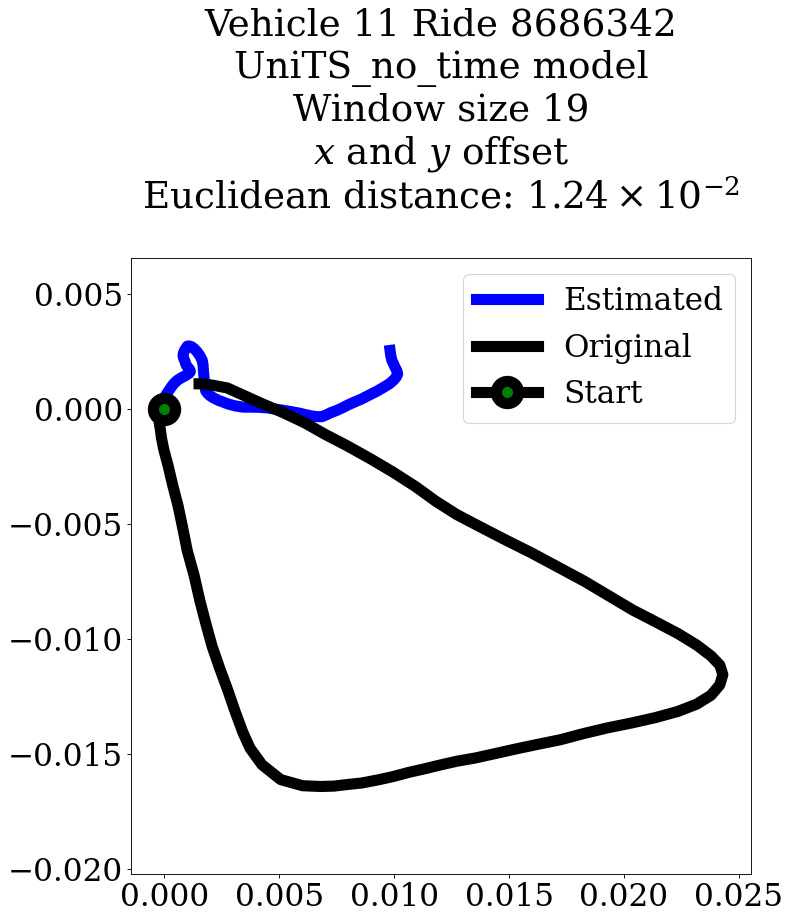 Vehicle 11 Ride 8686342
UniTS_no_time model
Window size 19
x and y offset
Euclidean distance: 1.24 × 10⁻²
Estimated
Original
Start
0.005
0.000
−0.005
−0.010
−0.015
−0.020
0.000 0.005 0.010 0.015 0.020 0.025